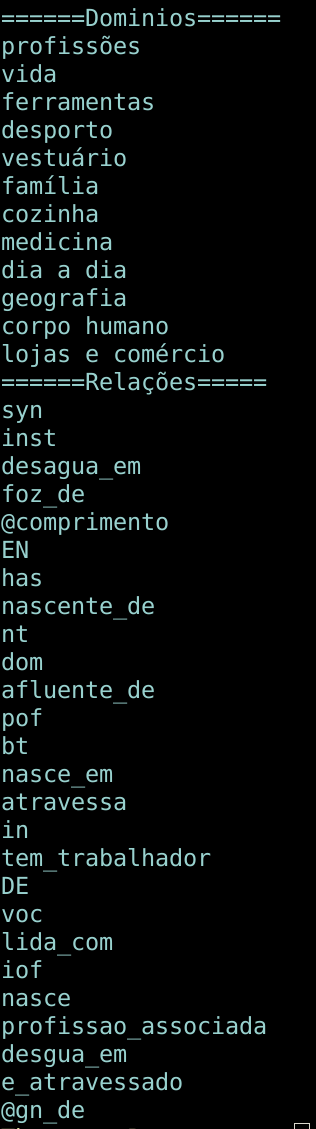 ======Dominios======
profissões
vida
ferramentas
desporto
vestuário
família
cozinha
medicina
dia a dia
geografia
corpo humano
lojas e comércio
======Relações=====
syn
inst
desagua_em
foz_de
@comprimento
EN
has
nascente_de
nt
dom
afluente_de
pof
bt
nasce_em
atravessa
in
tem_trabalhador
DE
voc
lida_com
iof
nasce
profissao_associada
desgua_em
e_atravessado
@gn_de